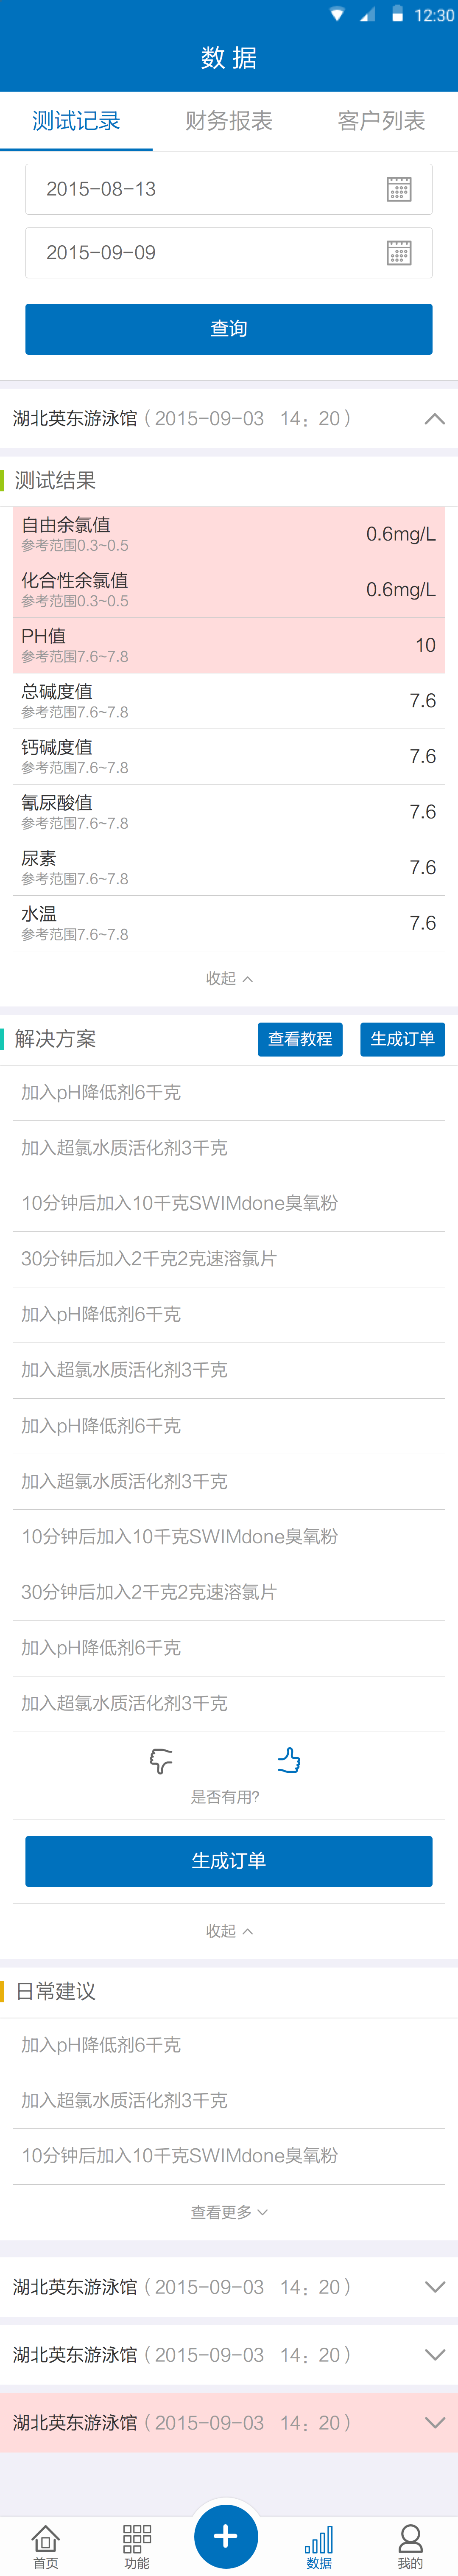 12:30
数据
测试记录 财务报表 客户列表
2015-08-13
2015-09-09
查询
湖北英东游泳馆（2015-09-03 14：20）
测试结果
自由余氯值
参考范围0.3~0.5
0.6mg/L
化合性余氯值
参考范围0.3~0.5
0.6mg/L
PH值
参考范围7.6~7.8
10
总碱度值
参考范围7.6~7.8
7.6
钙碱度值
参考范围7.6~7.8
7.6
氰尿酸值
参考范围7.6~7.8
7.6
尿素
参考范围7.6~7.8
7.6
水温
参考范围7.6~7.8
7.6
收起
解决方案 查看教程 生成订单
加入pH降低剂6千克
加入超氯水质活化剂3千克
10分钟后加入10千克SWIMdone臭氧粉
30分钟后加入2千克2克速溶氯片
加入pH降低剂6千克
加入超氯水质活化剂3千克
加入pH降低剂6千克
加入超氯水质活化剂3千克
10分钟后加入10千克SWIMdone臭氧粉
30分钟后加入2千克2克速溶氯片
加入pH降低剂6千克
加入超氯水质活化剂3千克
是否有用?
生成订单
收起
日常建议
加入pH降低剂6千克
加入超氯水质活化剂3千克
10分钟后加入10千克SWIMdone臭氧粉
查看更多
湖北英东游泳馆（2015-09-03 14：20）
湖北英东游泳馆（2015-09-03 14：20）
湖北英东游泳馆（2015-09-03 14：20）
首页 功能 数据 我的